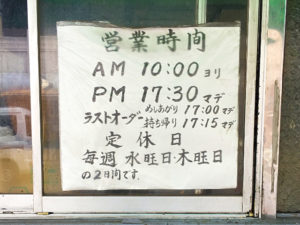 営業時間
AM 10:00 ヨリ
PM 17:30 マデ
ラストオーダー めしあがり 17:00 マデ
持ち帰り 17:15 マデ
定休日
毎週 水旺日・木旺日
の2日間です。